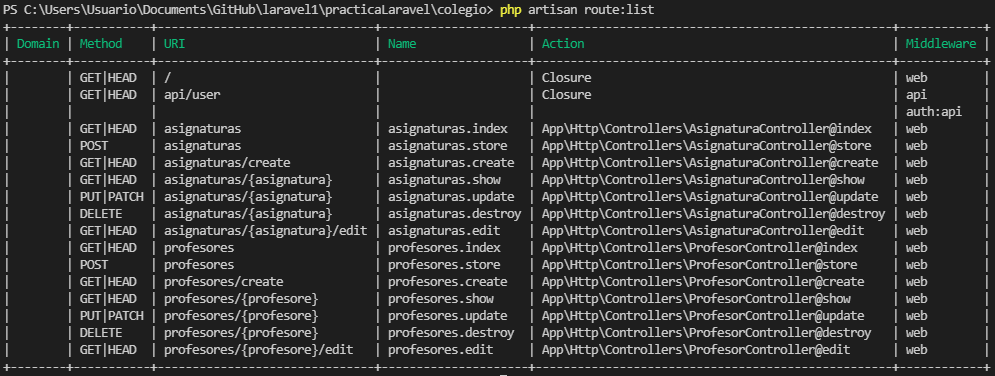 PS C:\Users\Usuario\Documents\GitHub\laravel1\practicaLaravel\colegio> php artisan route:list
| Domain | Method | URI | Name | Action | Middleware |
| | GET|HEAD | / | | Closure | web |
| | GET|HEAD | api/user | | Closure | api |
| | | | | | auth:api |
| | GET|HEAD | asignaturas | asignaturas.index | App\Http\Controllers\AsignaturaController@index | web |
| | POST | asignaturas | asignaturas.store | App\Http\Controllers\AsignaturaController@store | web |
| | GET|HEAD | asignaturas/create | asignaturas.create | App\Http\Controllers\AsignaturaController@create | web |
| | GET|HEAD | asignaturas/{asignatura} | asignaturas.show | App\Http\Controllers\AsignaturaController@show | web |
| | PUT|PATCH | asignaturas/{asignatura} | asignaturas.update | App\Http\Controllers\AsignaturaController@update | web |
| | DELETE | asignaturas/{asignatura} | asignaturas.destroy | App\Http\Controllers\AsignaturaController@destroy | web |
| | GET|HEAD | asignaturas/{asignatura}/edit | asignaturas.edit | App\Http\Controllers\AsignaturaController@edit | web |
| | GET|HEAD | profesores | profesores.index | App\Http\Controllers\ProfesorController@index | web |
| | POST | profesores | profesores.store | App\Http\Controllers\ProfesorController@store | web |
| | GET|HEAD | profesores/create | profesores.create | App\Http\Controllers\ProfesorController@create | web |
| | GET|HEAD | profesores/{profesore} | profesores.show | App\Http\Controllers\ProfesorController@show | web |
| | PUT|PATCH | profesores/{profesore} | profesores.update | App\Http\Controllers\ProfesorController@update | web |
| | DELETE | profesores/{profesore} | profesores.destroy | App\Http\Controllers\ProfesorController@destroy | web |
| | GET|HEAD | profesores/{profesore}/edit | profesores.edit | App\Http\Controllers\ProfesorController@edit | web |